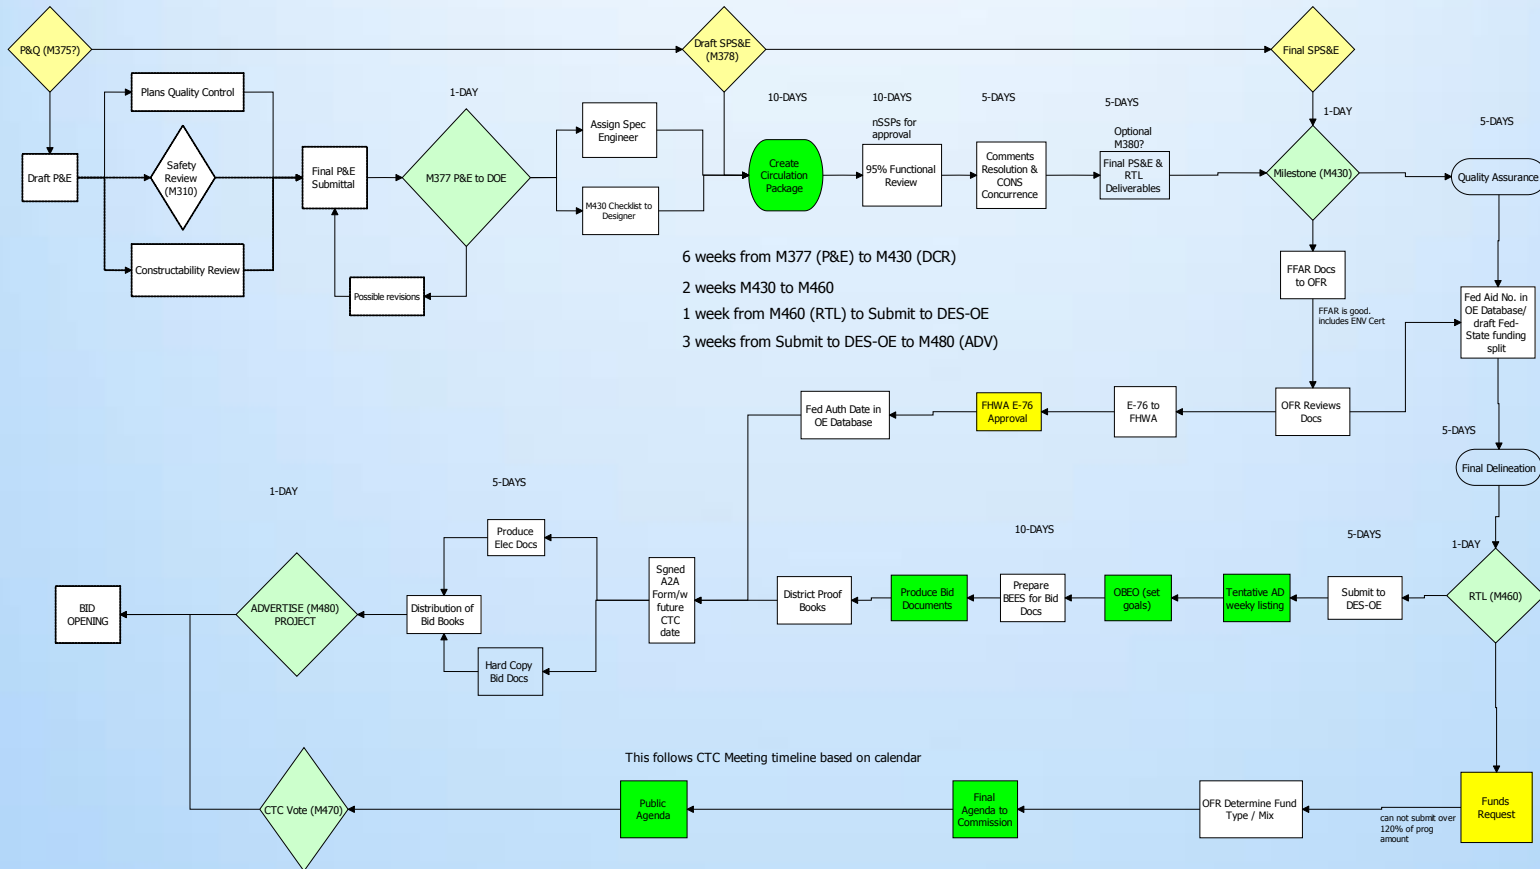 P&Q (M375?)
Draft SPS&E
(M378)
Final SPS&E
Plans Quality Control
1-DAY
Assign Spec
Engineer
10-DAYS
10-DAYS
nSSPs for
approval
5-DAYS
5-DAYS
Optional
M380?
1-DAY
5-DAYS
Draft P&E
Safety
Review
(M310)
Final P&E
Submittal
M377 P&E to DOE
M430 Checklist to
Designer
Create
Circulation
Package
95% Functional
Review
Comments
Resolution &
CONS
Concurrence
Final PS&E &
RTL
Deliverables
Milestone (M430)
Quality Assurance
Constructability Review
Possible revisions
6 weeks from M377 (P&E) to M430 (DCR)
2 weeks M430 to M460
1 week from M460 (RTL) to Submit to DES-OE
3 weeks from Submit to DES-OE to M480 (ADV)
FFAR Docs
to OFR
FFAR is good.
includes ENV Cert
Fed Aid No. in
OE Database/
draft Fed-
State funding
split
Fed Auth Date in
OE Database
FHWA E-76
Approval
E-76 to
FHWA
OFR Reviews
Docs
5-DAYS
Final Delineation
1-DAY
5-DAYS
10-DAYS
5-DAYS
1-DAY
Produce
Elec Docs
BID
OPENING
ADVERTISE (M480)
PROJECT
Distribution of
Bid Books
Hard Copy
Bid Docs
Sgned
A2A
Form/w
future
CTC
date
District Proof
Books
Produce Bid
Documents
Prepare
BEES for Bid
Docs
OBEO (set
goals)
Tentative AD
weeky listing
Submit to
DES-OE
RTL (M460)
This follows CTC Meeting timeline based on calendar
CTC Vote (M470)
Public
Agenda
Final
Agenda to
Commission
OFR Determine Fund
Type / Mix
can not submit over
120% of prog
amount
Funds
Request